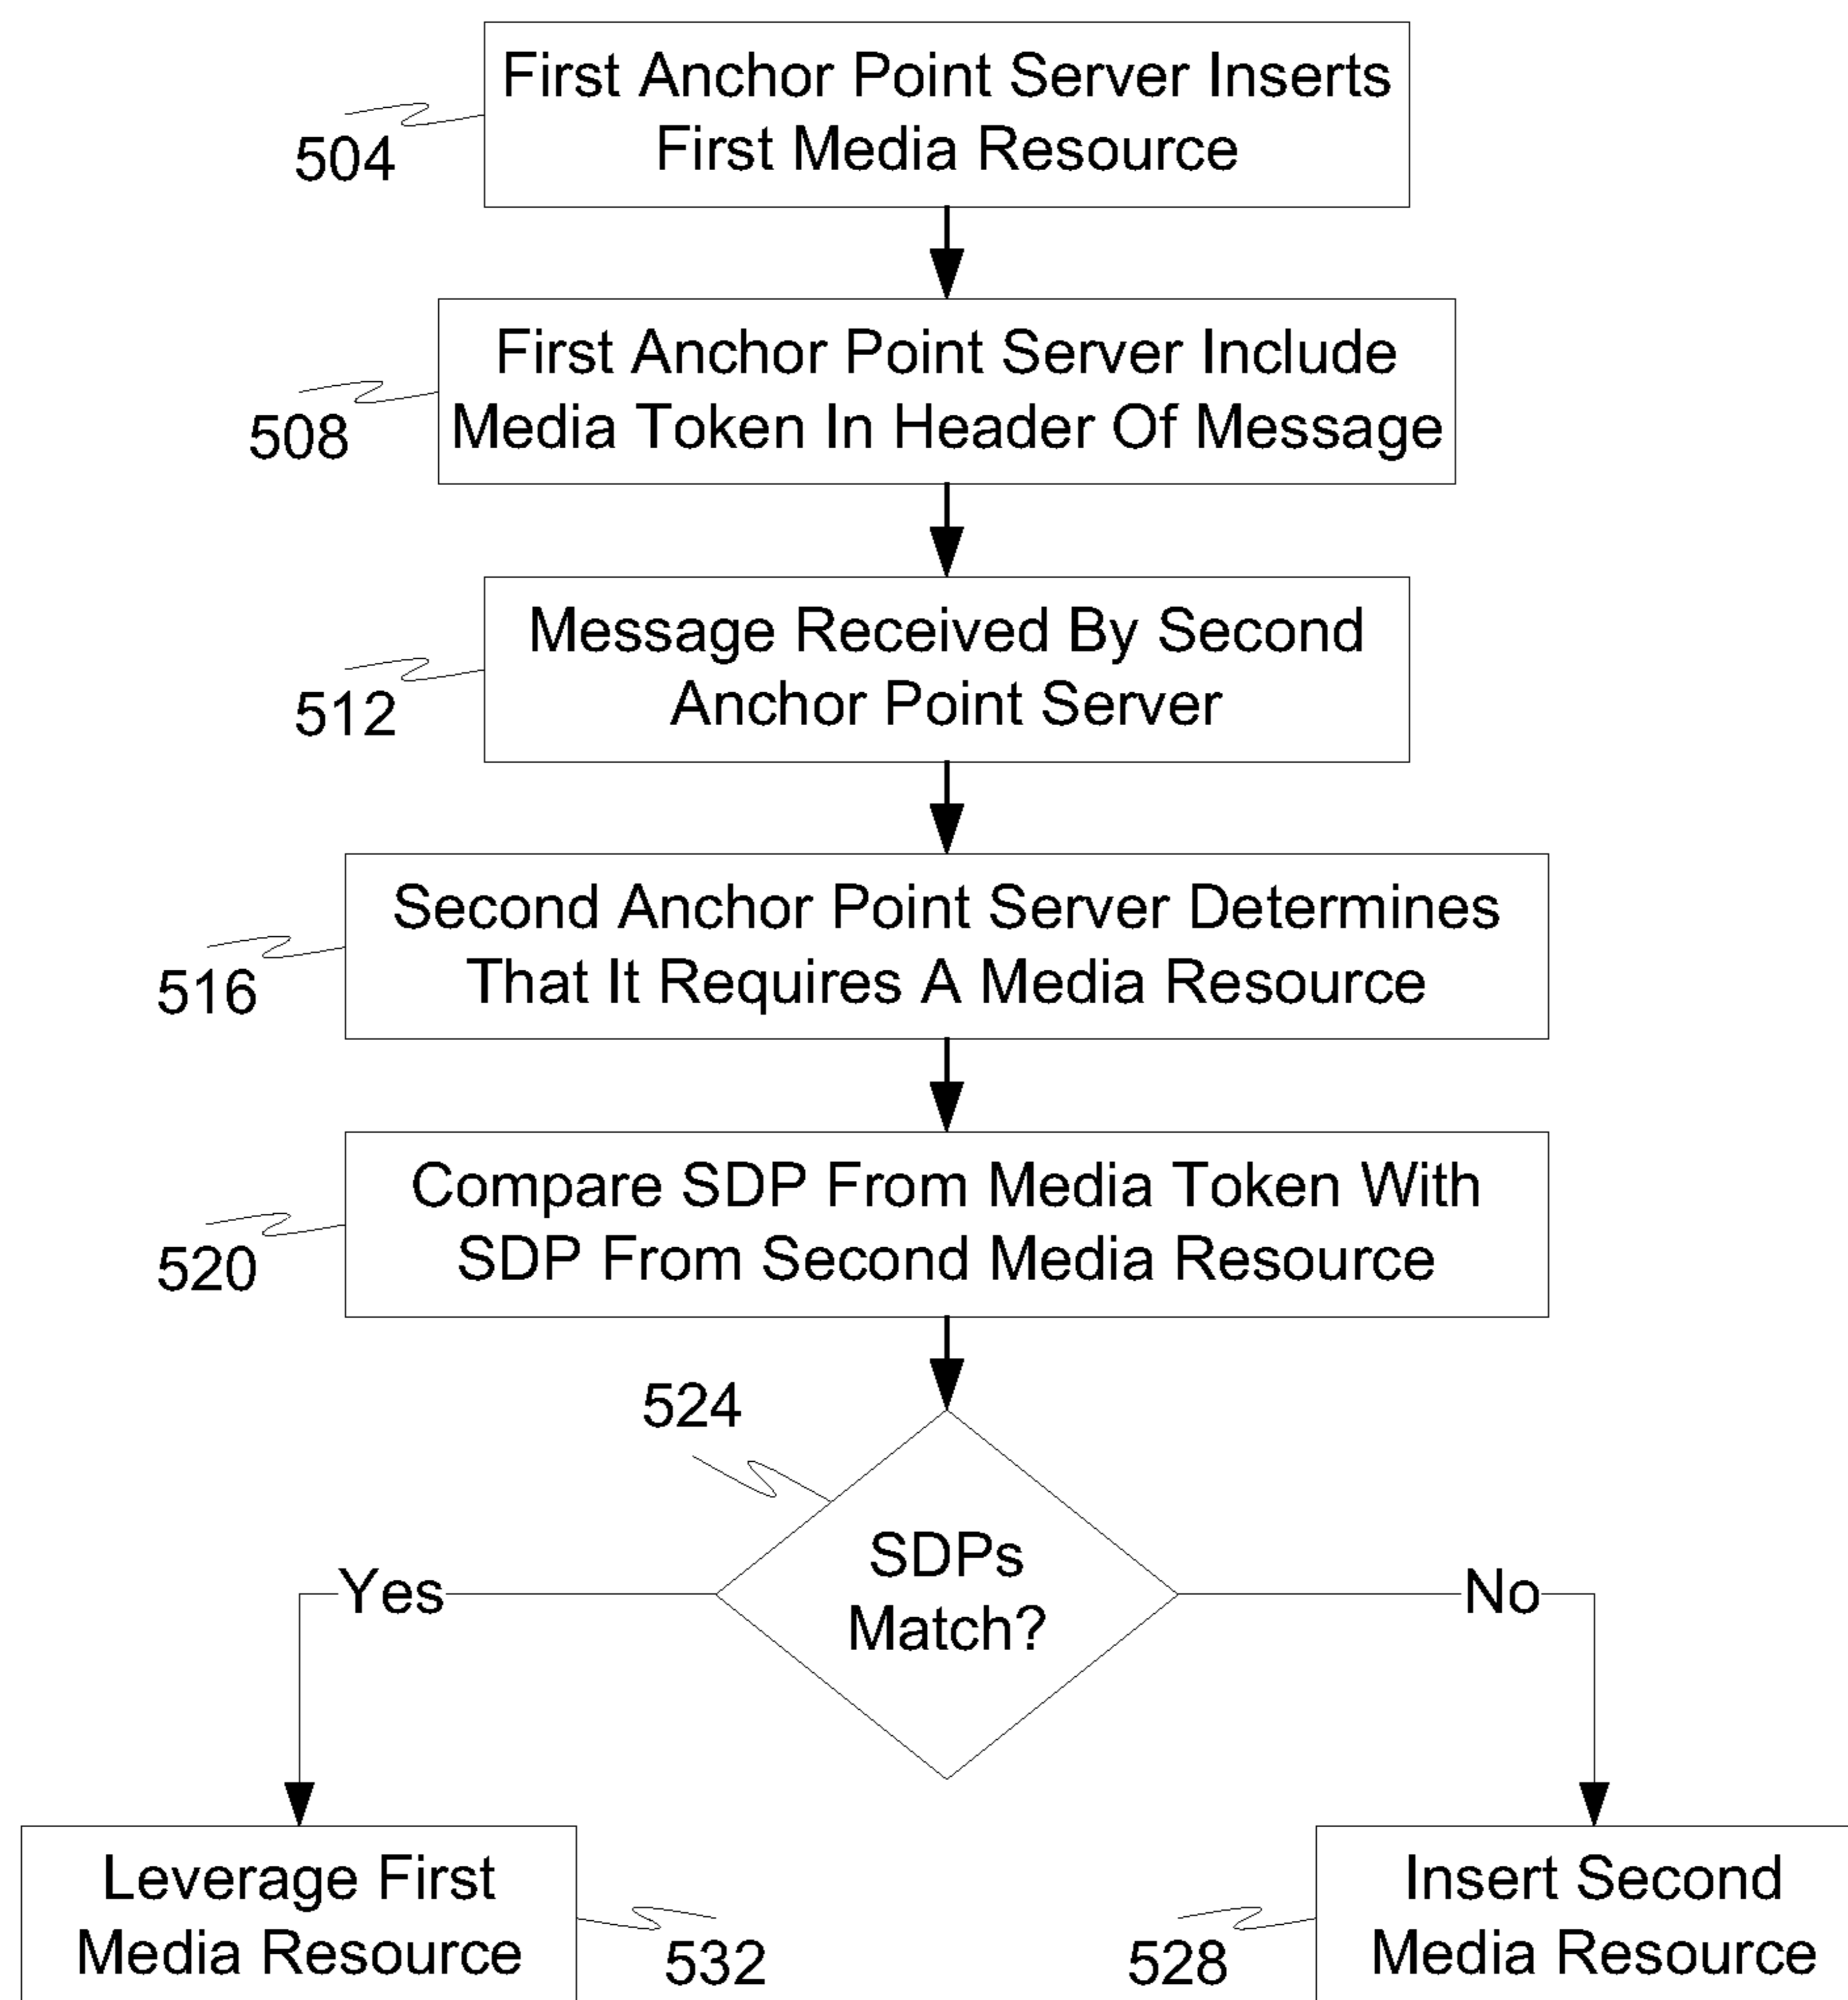 First Anchor Point Server Inserts
First Media Resource
504
First Anchor Point Server Include
Media Token In Header Of Message
508
Message Received By Second
Anchor Point Server
512
Second Anchor Point Server Determines
That It Requires A Media Resource
516
Compare SDP From Media Token With
SDP From Second Media Resource
520
524
SDPs
Match?
Yes
No
Leverage First
Media Resource
532
528
Insert Second
Media Resource